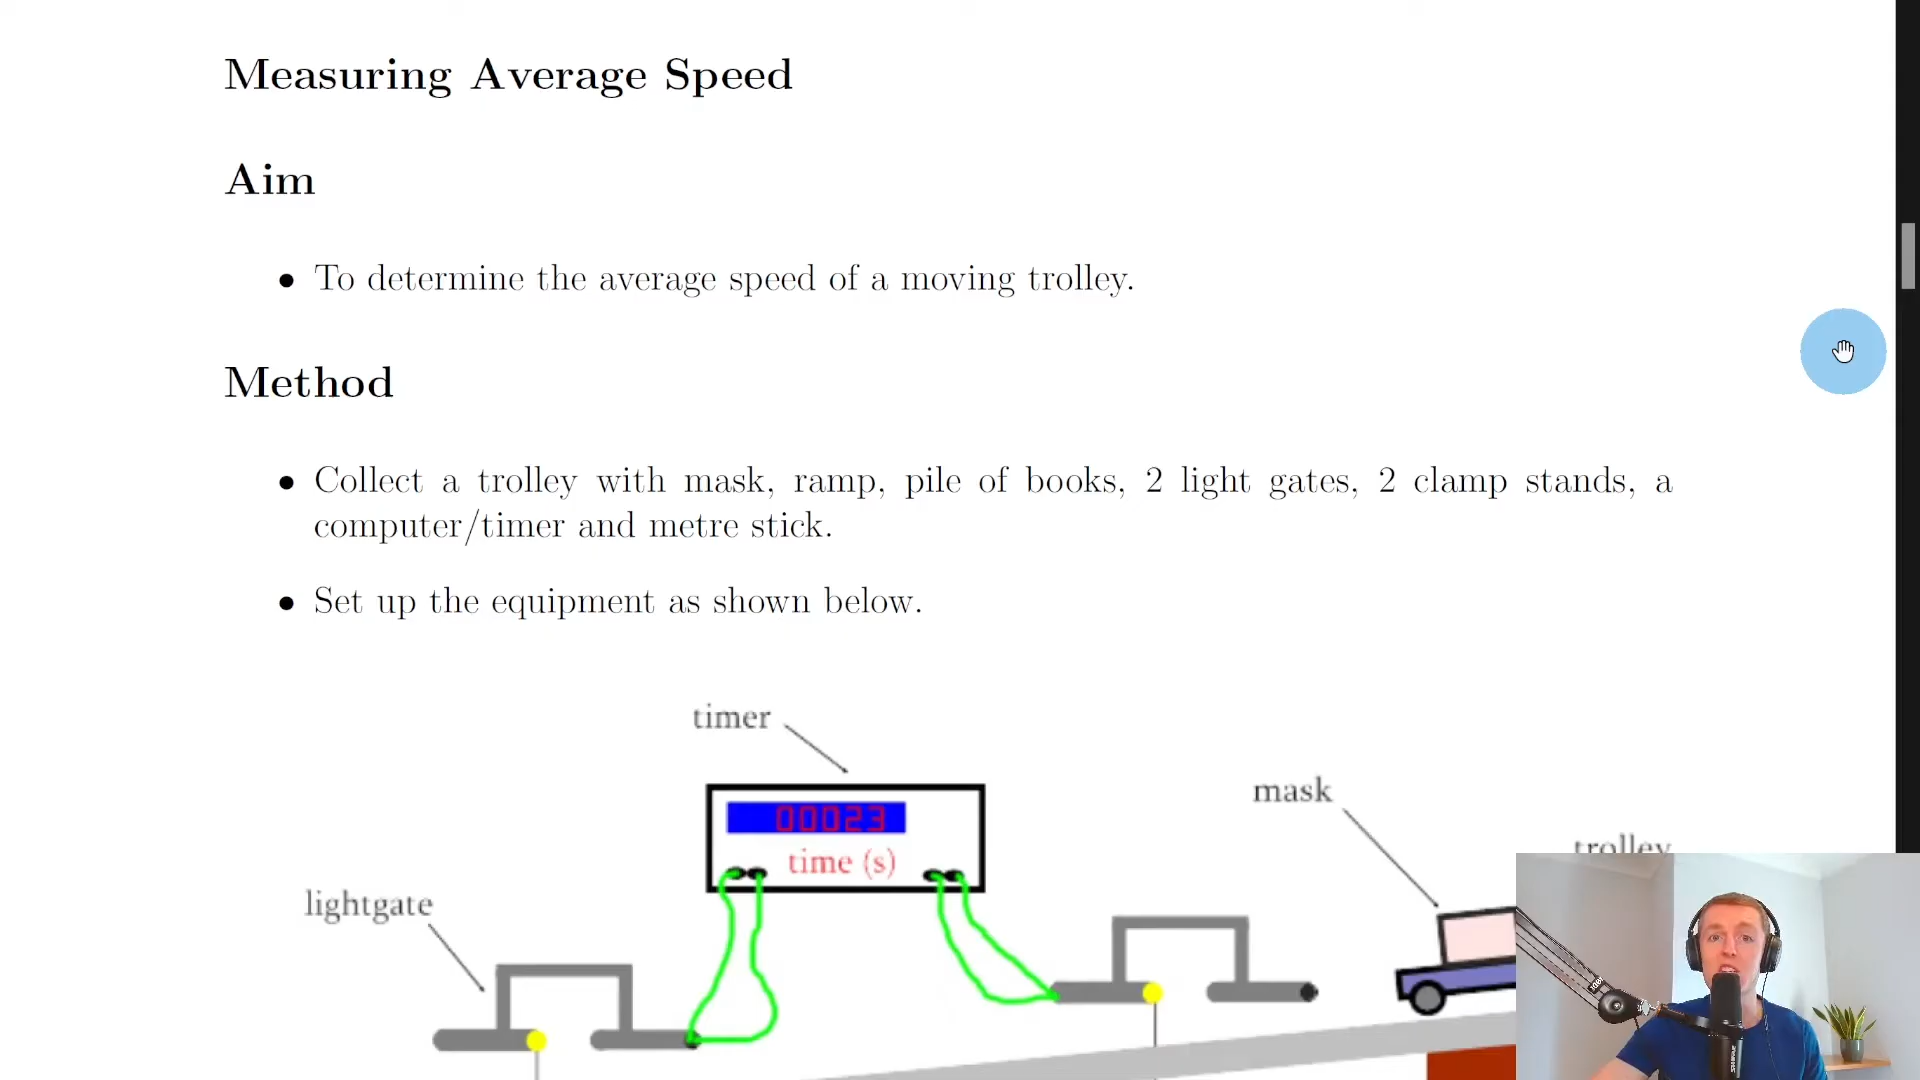 Measuring Average Speed
Aim
• To determine the average speed of a moving trolley.
Method
• Collect a trolley with mask, ramp, pile of books, 2 light gates, 2 clamp stands, a
computer/timer and metre stick.
• Set up the equipment as shown below.
timer
mask
trolley
00023
time (s)
lightgate